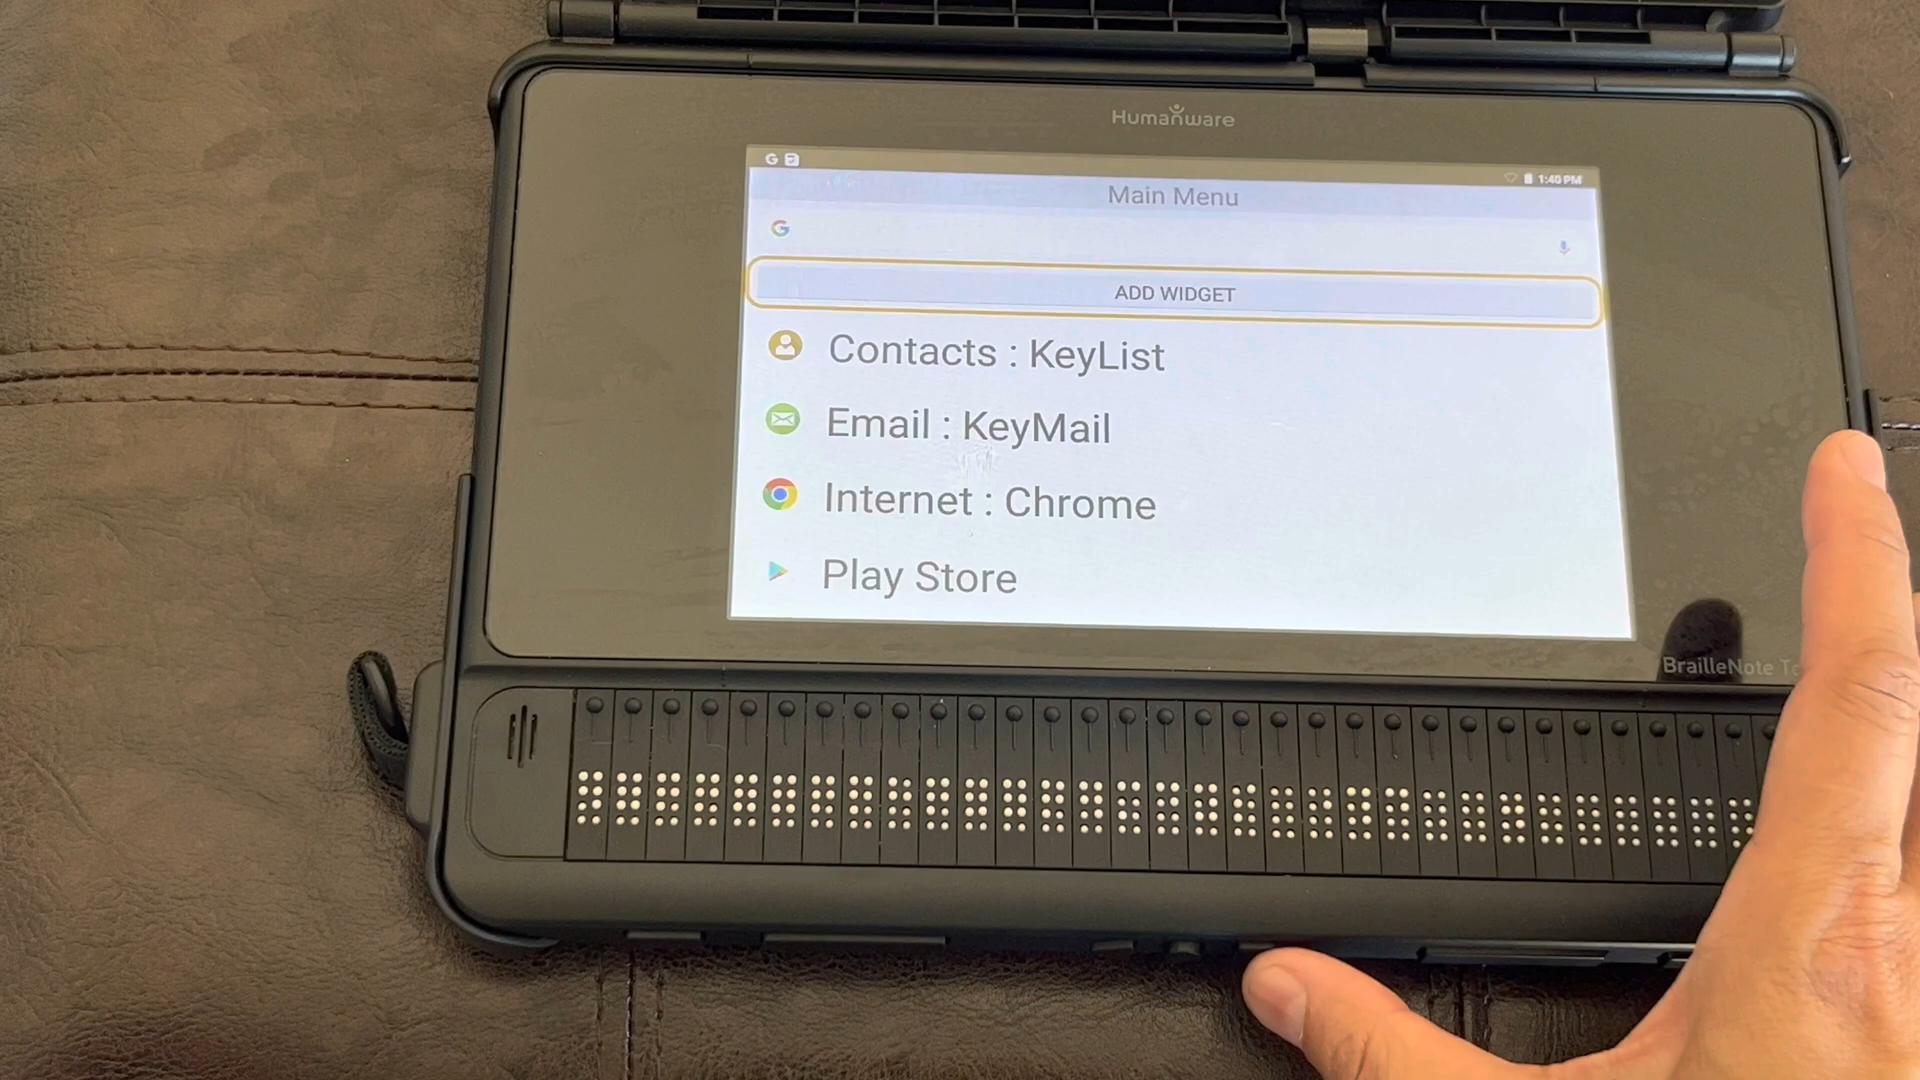 Humanware
1:40 PM
Main Menu
ADD WIDGET
Contacts : KeyList
Email : KeyMail
Internet : Chrome
Play Store
BrailleNote